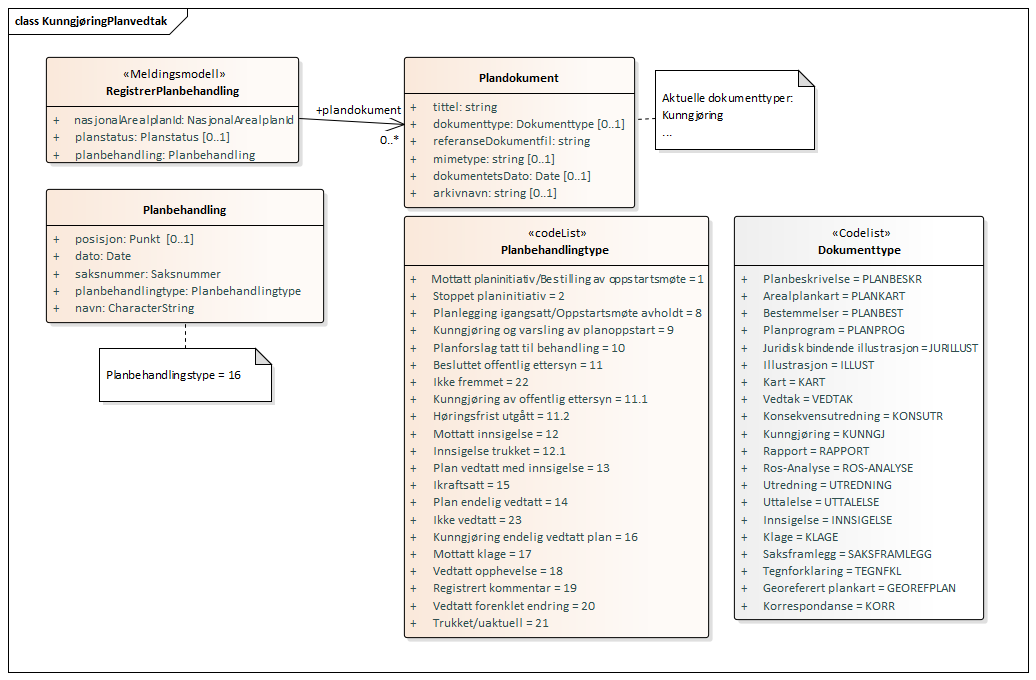 class KunngjøringPlanvedtak
«Meldingsmodell»
RegistrerPlanbehandling
+ nasjonalArealplanId: NasjonalArealplanId
+ planstatus: Planstatus [0..1]
+ planbehandling: Planbehandling
+plandokument
0..*
Plandokument
+ tittel: string
+ dokumenttype: Dokumenttype [0..1]
+ referanseDokumentfil: string
+ mimetype: string [0..1]
+ dokumentetsDato: Date [0..1]
+ arkivnavn: string [0..1]
Aktuelle dokumenttyper:
Kunngjøring
...
Planbehandling
+ posisjon: Punkt [0..1]
+ dato: Date
+ saksnummer: Saksnummer
+ planbehandlingtype: Planbehandlingtype
+ navn: CharacterString
Planbehandlingstype = 16
«codeList»
Planbehandlingtype
+ Mottatt planinitiativ/Bestilling av oppstartsmøte = 1
+ Stoppet planinitiativ = 2
+ Planlegging igangsatt/Oppstartsmøte avholdt = 8
+ Kunngjøring og varsling av planoppstart = 9
+ Planforslag tatt til behandling = 10
+ Besluttet offentlig ettersyn = 11
+ Ikke fremmet = 22
+ Kunngjøring av offentlig ettersyn = 11.1
+ Høringsfrist utgått = 11.2
+ Mottatt innsigelse = 12
+ Innsigelse trukket = 12.1
+ Plan vedtatt med innsigelse = 13
+ Ikraftsatt = 15
+ Plan endelig vedtatt = 14
+ Ikke vedtatt = 23
+ Kunngjøring endelig vedtatt plan = 16
+ Mottatt klage = 17
+ Vedtatt opphevelse = 18
+ Registrert kommentar = 19
+ Vedtatt forenklet endring = 20
+ Trukket/uaktuell = 21
«Codelist»
Dokumenttype
+ Planbeskrivelse = PLANBESKR
+ Arealplankart = PLANKART
+ Bestemmelser = PLANBEST
+ Planprogram = PLANPROG
+ Juridisk bindende illustrasjon = JURILLUST
+ Illustrasjon = ILLUST
+ Kart = KART
+ Vedtak = VEDTAK
+ Konsekvensutredning = KONSUTR
+ Kunngjøring = KUNNGJ
+ Rapport = RAPPORT
+ Ros-Analyse = ROS-ANALYSE
+ Utredning = UTREDNING
+ Uttalelse = UTTALELSE
+ Innsigelse = INNSIGELSE
+ Klage = KLAGE
+ Saksframlegg = SAKSFRAMLEGG
+ Tegnforklaring = TEGNFKL
+ Georeferert plankart = GEOREFPLAN
+ Korrespondanse = KORR